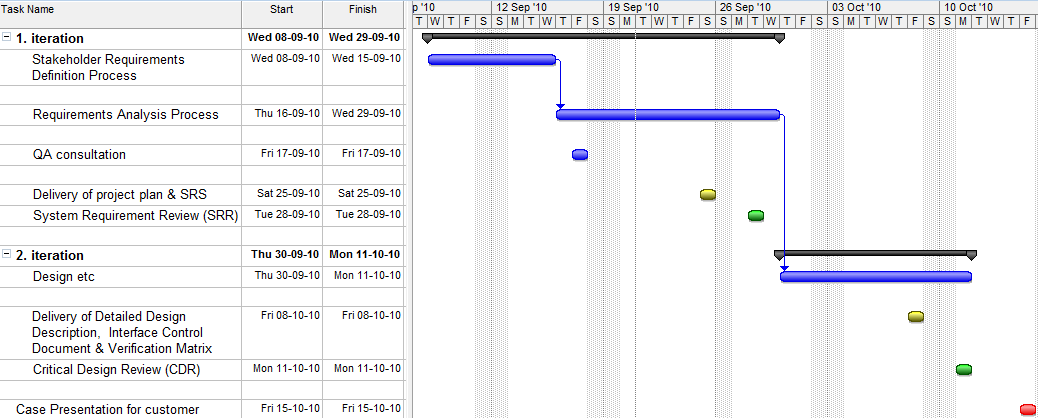 Task Name Start Finish p '10 12 Sep '10 19 Sep '10 26 Sep '10 03 Oct '10 10 Oct '10
T W T F S S M T W T F S S M T W T F S S M T W T F S S M T W T F S S M T W T F
1. iteration Wed 08-09-10 Wed 29-09-10
Stakeholder Requirements Wed 08-09-10 Wed 15-09-10
Definition Process
Requirements Analysis Process Thu 16-09-10 Wed 29-09-10
QA consultation Fri 17-09-10 Fri 17-09-10
Delivery of project plan & SRS Sat 25-09-10 Sat 25-09-10
System Requirement Review (SRR) Tue 28-09-10 Tue 28-09-10
2. iteration Thu 30-09-10 Mon 11-10-10
Design etc Thu 30-09-10 Mon 11-10-10
Delivery of Detailed Design Fri 08-10-10 Fri 08-10-10
Description, Interface Control
Document & Verification Matrix
Critical Design Review (CDR) Mon 11-10-10 Mon 11-10-10
Case Presentation for customer Fri 15-10-10 Fri 15-10-10